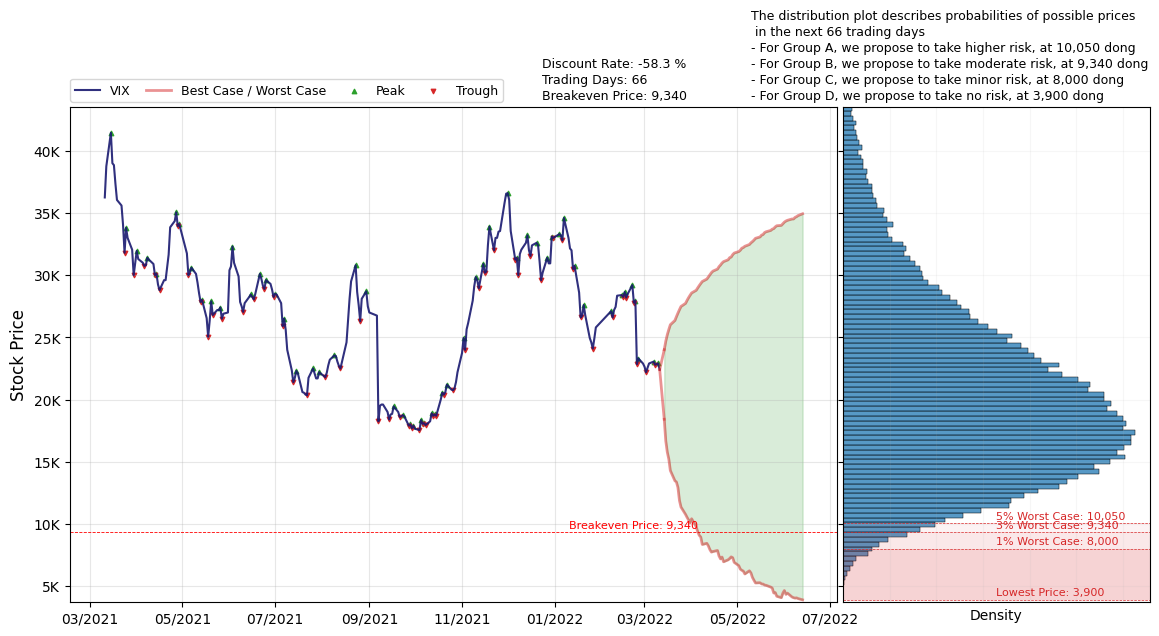 The distribution plot describes probabilities of possible prices
in the next 66 trading days
- For Group A, we propose to take higher risk, at 10,050 dong
- For Group B, we propose to take moderate risk, at 9,340 dong
- For Group C, we propose to take minor risk, at 8,000 dong
- For Group D, we propose to take no risk, at 3,900 dong
Discount Rate: -58.3 %
Trading Days: 66
Breakeven Price: 9,340
VIX
Best Case / Worst Case
Peak
Trough
Stock Price
40K
35K
30K
25K
20K
15K
10K
5K
Breakeven Price: 9,340
5% Worst Case: 10,050
3% Worst Case: 9,340
1% Worst Case: 8,000
Lowest Price: 3,900
03/2021 05/2021 07/2021 09/2021 11/2021 01/2022 03/2022 05/2022 07/2022
Density